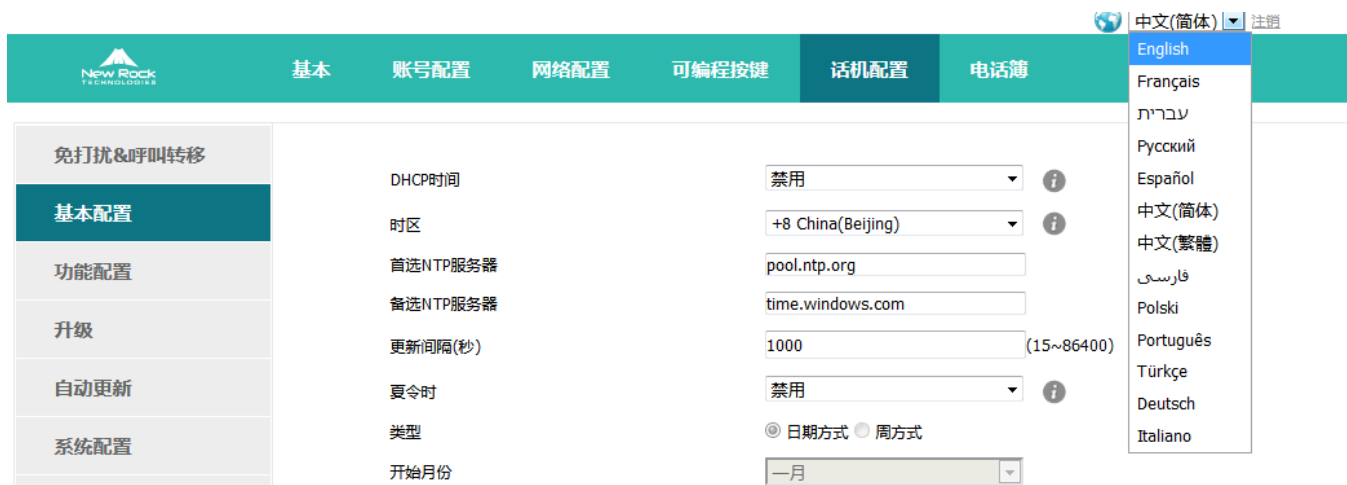 中文(简体) 注销
New Rock
TECHNOLOGIES
基本 账号配置 网络配置 可编程按键 话机配置 电话薄
English
Français
עברית
Русский
Español
中文(简体)
中文(繁體)
فارسی
Polski
Português
Türkçe
Deutsch
Italiano
免打扰&呼叫转移
基本配置
功能配置
升级
自动更新
系统配置
DHCP时间 禁用
时区 +8 China(Beijing)
首选NTP服务器 pool.ntp.org
备选NTP服务器 time.windows.com
更新间隔(秒) 1000 (15~86400)
夏令时 禁用
类型 日期方式 周方式
开始月份 一月